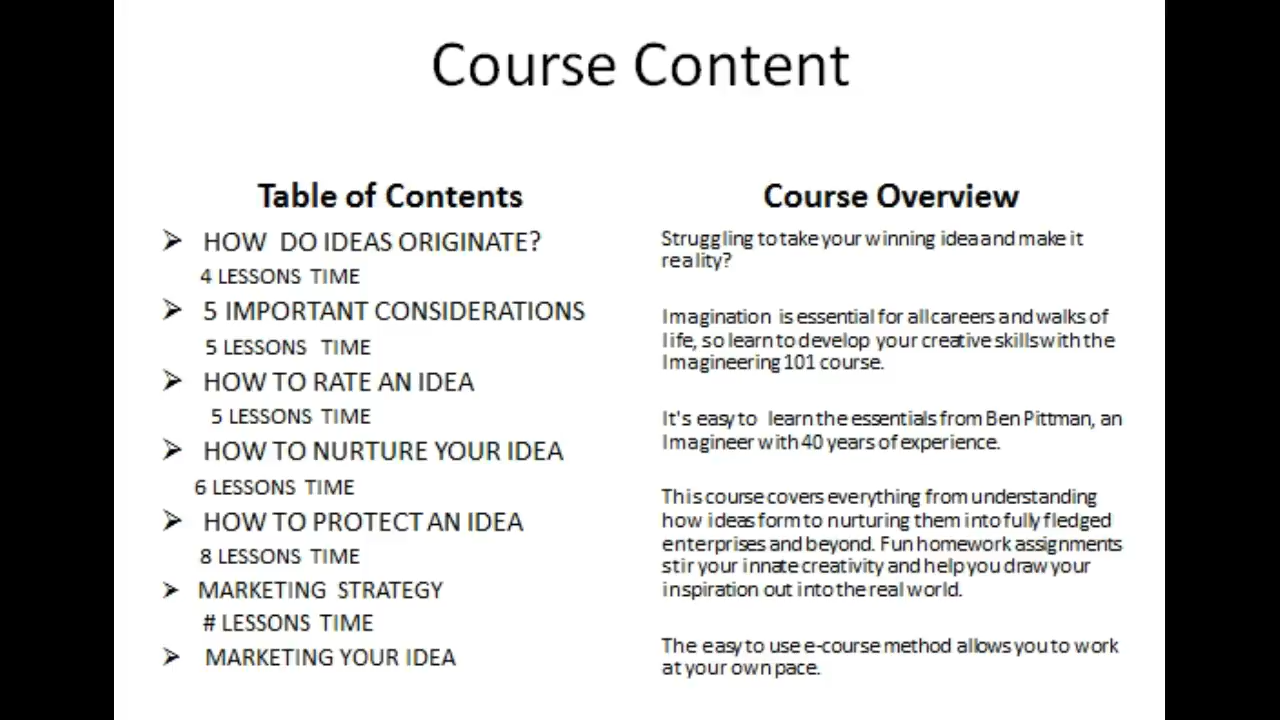 Course Content
Table of Contents
➢ HOW DO IDEAS ORIGINATE?
4 LESSONS TIME
➢ 5 IMPORTANT CONSIDERATIONS
5 LESSONS TIME
➢ HOW TO RATE AN IDEA
5 LESSONS TIME
➢ HOW TO NURTURE YOUR IDEA
6 LESSONS TIME
➢ HOW TO PROTECT AN IDEA
8 LESSONS TIME
➢ MARKETING STRATEGY
# LESSONS TIME
➢ MARKETING YOUR IDEA
Course Overview
Struggling to take your winning idea and make it
reality?
Imagination is essential for all careers and walks of
life, so learn to develop your creative skills with the
Imagineering 101 course.
It's easy to learn the essentials from Ben Pittman, an
Imagineer with 40 years of experience.
This course covers everything from understanding
how ideas form to nurturing them into fully fledged
enterprises and beyond. Fun homework assignments
stir your innate creativity and help you draw your
inspiration out into the real world.
The easy to use e-course method allows you to work
at your own pace.